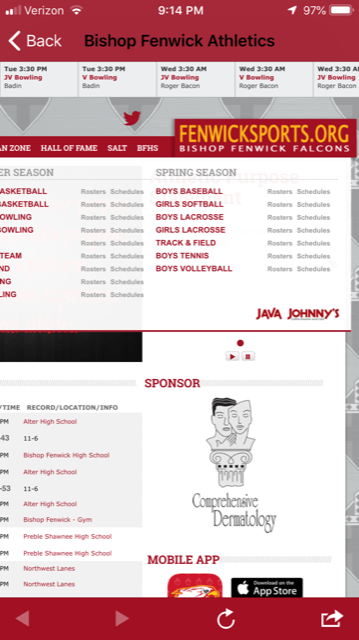 Verizon 9:14 PM 97%
Back Bishop Fenwick Athletics
Tue 3:30 PM Tue 3:30 PM Wed 3:30 AM Wed 3:30 AM Wed 3:30 A
JV Bowling V Bowling JV Bowling V Bowling JV Bow
Badin Badin Roger Bacon Roger Bacon Roger
FENWICKSPORTS.ORG
BISHOP FENWICK FALCONS
AN ZONE HALL OF FAME SALT BFHS
ER SEASON SPRING SEASON
ASKETBALL Rosters Schedules BOYS BASEBALL Rosters Schedules
BASKETBALL Rosters Schedules GIRLS SOFTBALL Rosters Schedules
OWLING Rosters Schedules BOYS LACROSSE Rosters Schedules
BOWLING Rosters Schedules GIRLS LACROSSE Rosters Schedules
Rosters Schedules TRACK & FIELD Rosters Schedules
TEAM Rosters Schedules BOYS TENNIS Rosters Schedules
ND Rosters Schedules BOYS VOLLEYBALL Rosters Schedules
NG Rosters Schedules
LING Rosters Schedules
JAVA JOHNNY'S
SPONSOR
/TIME RECORD/LOCATION/INFO
PM Alter High School
-43 11-6
PM Bishop Fenwick High School
PM Alter High School
-53 11-6
PM Alter High School
PM Bishop Fenwick - Gym
PM Preble Shawnee High School
PM Preble Shawnee High School
PM Northwest Lanes
PM Northwest Lanes
Comprehensive
Dermatology
MOBILE APP
Download on the
App Store